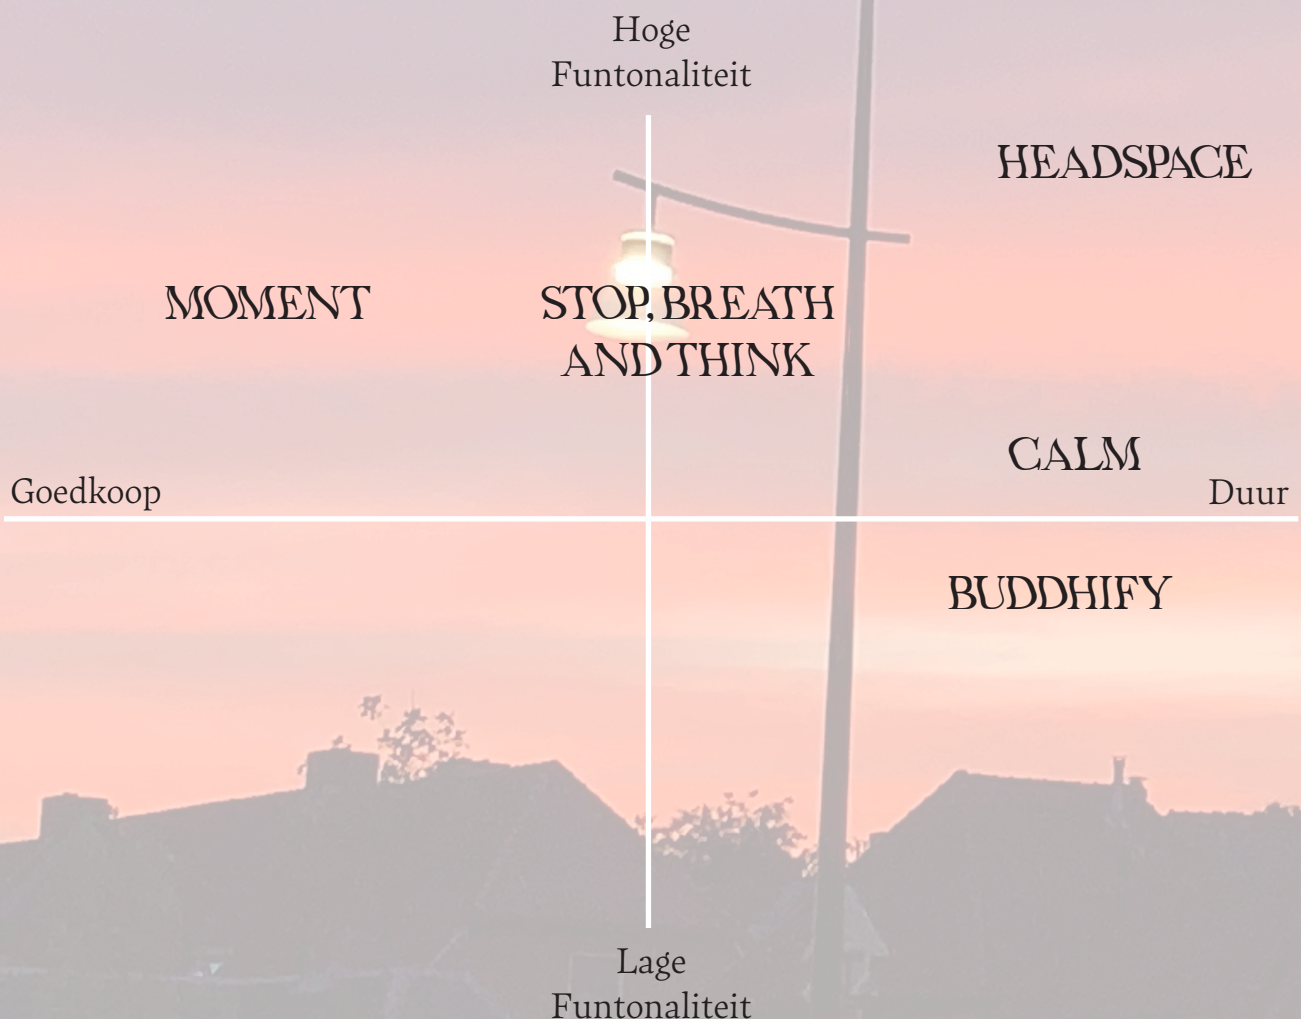 Hoge
Funtonaliteit
HEADSPACE
MOMENT
STOP, BREATH
AND THINK
CALM
Goedkoop
Duur
BUDDHIFY
Lage
Funtonaliteit